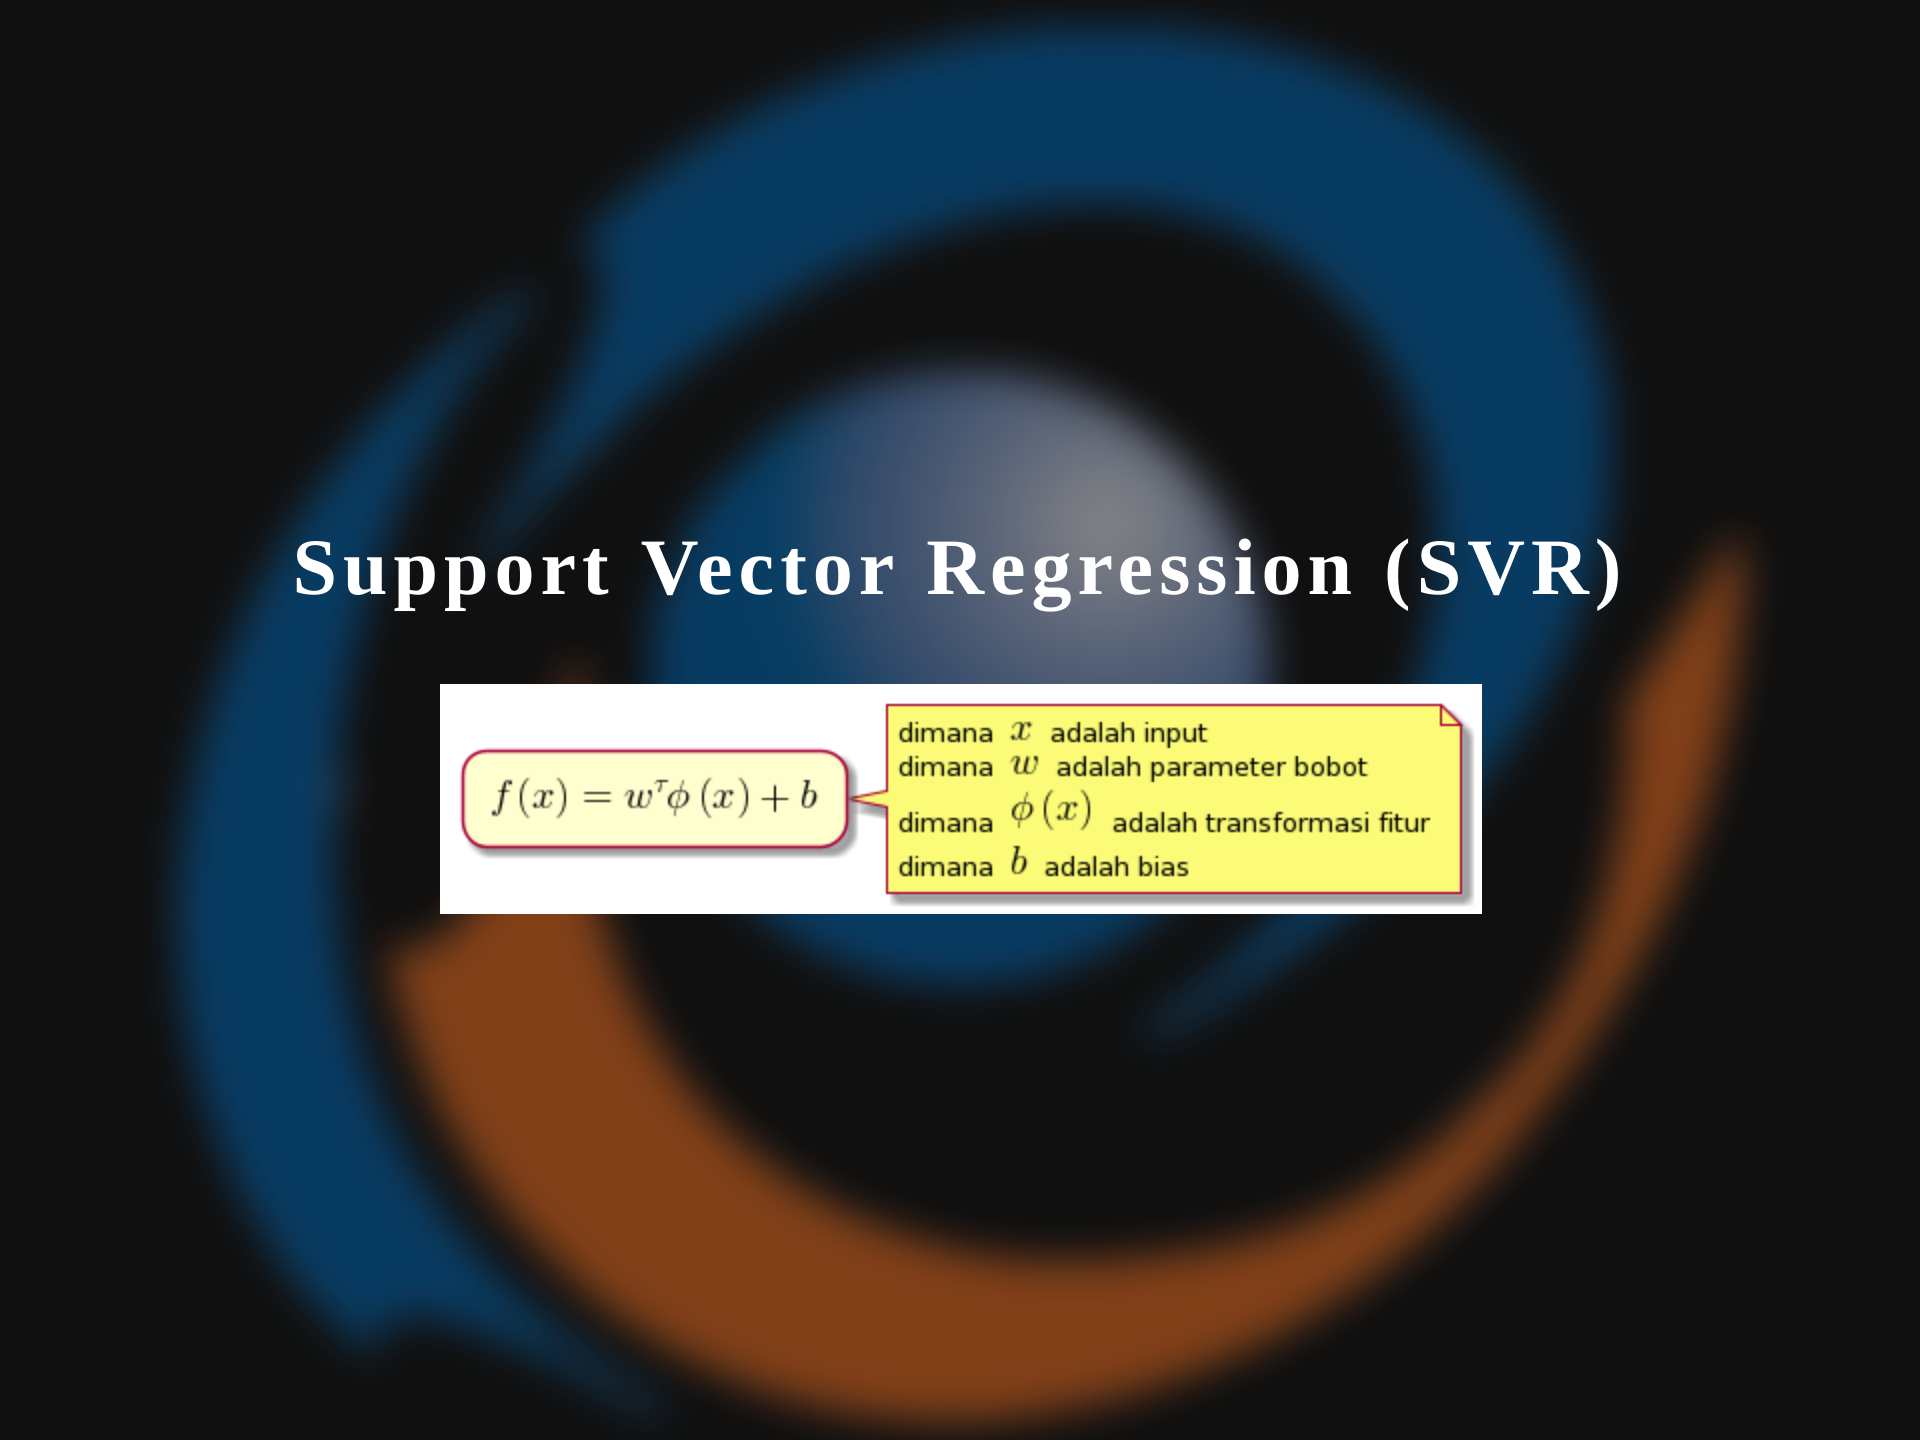 Support Vector Regression (SVR)
f (x) = wᵀϕ (x) + b
dimana x adalah input
dimana w adalah parameter bobot
dimana ϕ (x) adalah transformasi fitur
dimana b adalah bias